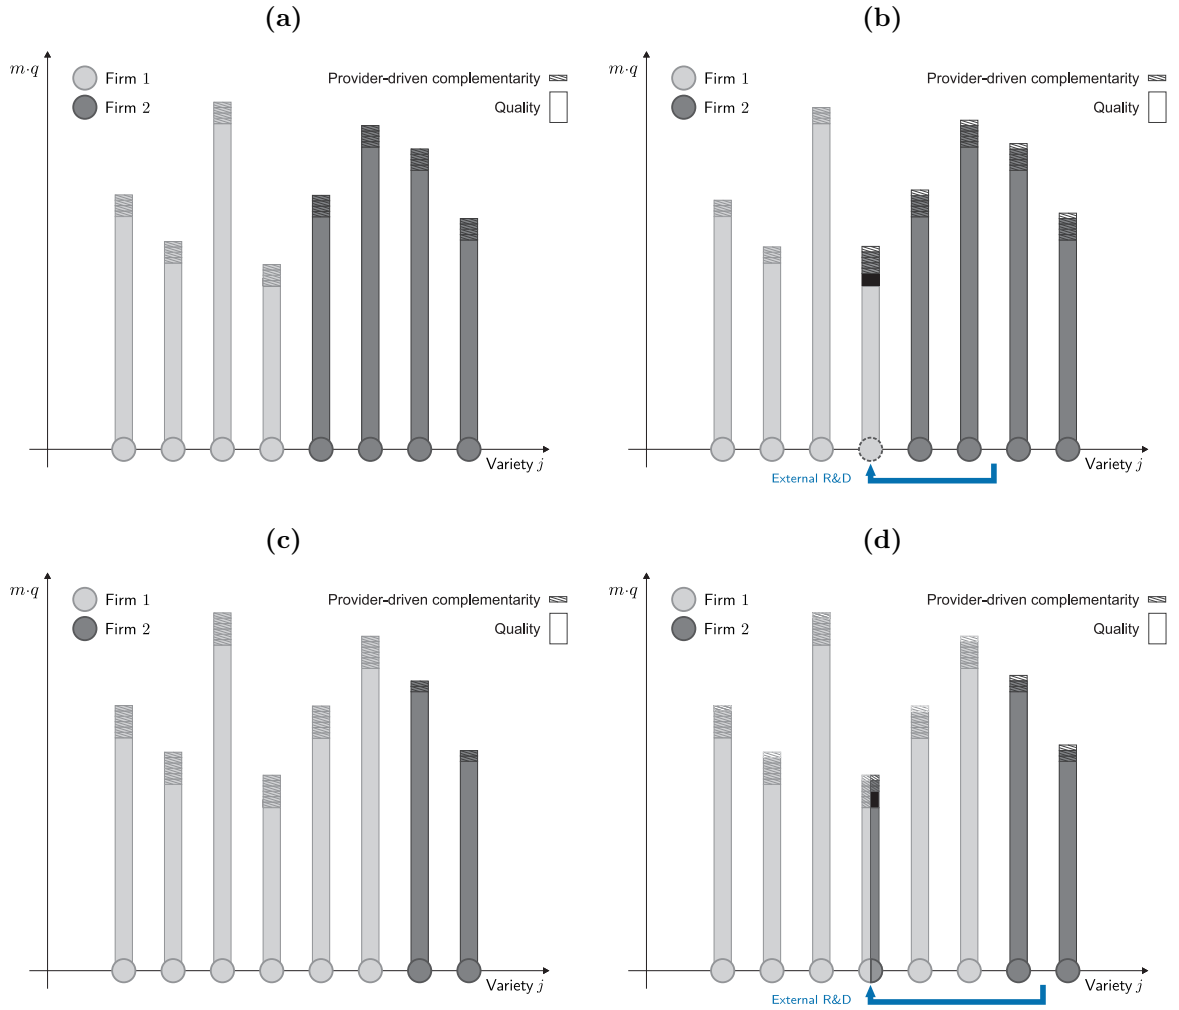 (a)
m·q
Firm 1
Firm 2
Provider-driven complementarity
Quality
Variety j
(b)
m·q
Firm 1
Firm 2
Provider-driven complementarity
Quality
Variety j
External R&D
(c)
m·q
Firm 1
Firm 2
Provider-driven complementarity
Quality
Variety j
(d)
m·q
Firm 1
Firm 2
Provider-driven complementarity
Quality
Variety j
External R&D